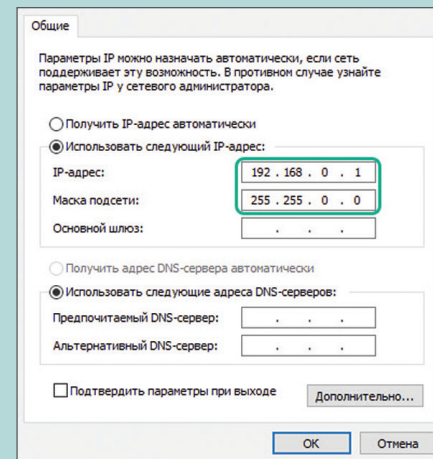 Общие
Параметры IP можно назначать автоматически, если сеть
поддерживает эту возможность. В противном случае узнайте
параметры IP у сетевого администратора.
Получить IP-адрес автоматически
Использовать следующий IP-адрес:
IP-адрес: 192 . 168 . 0 . 1
Маска подсети: 255 . 255 . 0 . 0
Основной шлюз: . . .
Получить адрес DNS-сервера автоматически
Использовать следующие адреса DNS-серверов:
Предпочитаемый DNS-сервер: . . .
Альтернативный DNS-сервер: . . .
Подтвердить параметры при выходе
Дополнительно...
ОК Отмена